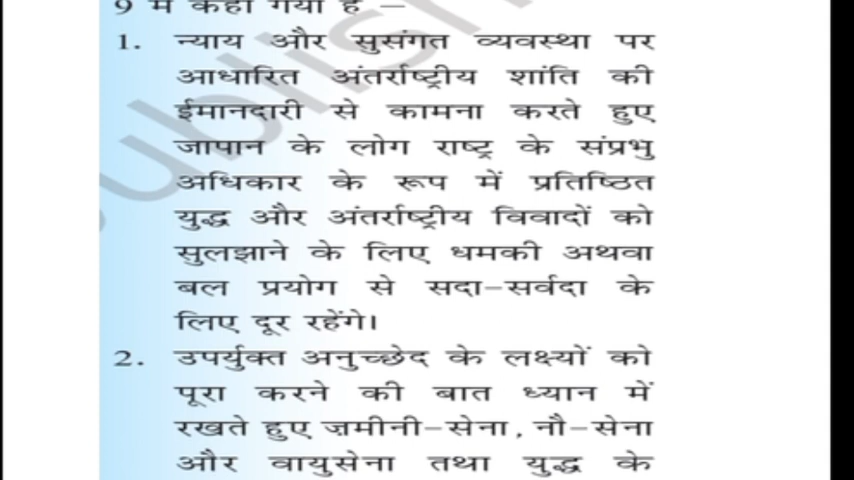 9 में कहा गया है –
1. न्याय और सुसंगत व्यवस्था पर
आधारित अंतर्राष्ट्रीय शांति की
ईमानदारी से कामना करते हुए
जापान के लोग राष्ट्र के संप्रभु
अधिकार के रूप में प्रतिष्ठित
युद्ध और अंतर्राष्ट्रीय विवादों को
सुलझाने के लिए धमकी अथवा
बल प्रयोग से सदा-सर्वदा के
लिए दूर रहेंगे।
2. उपर्युक्त अनुच्छेद के लक्ष्यों को
पूरा करने की बात ध्यान में
रखते हुए ज़मीनी-सेना, नौ-सेना
और वायुसेना तथा युद्ध के